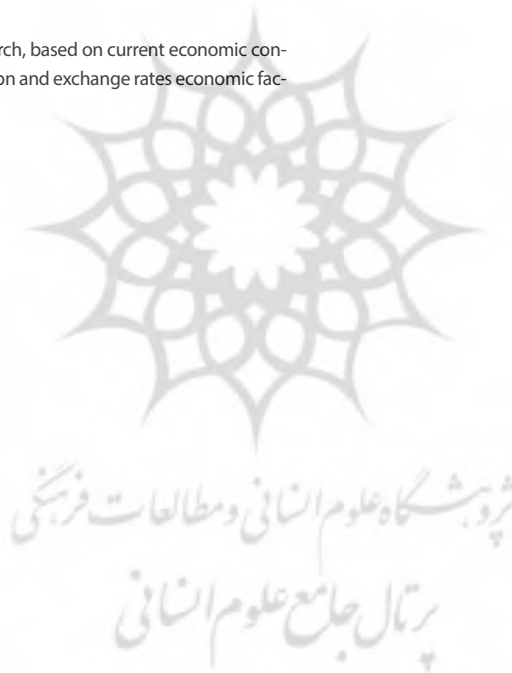 rch, based on current economic con-
on and exchange rates economic fac-
پژوهشگاه علوم انسانی و مطالعات فرهنگی
پرتال جامع علوم انسانی